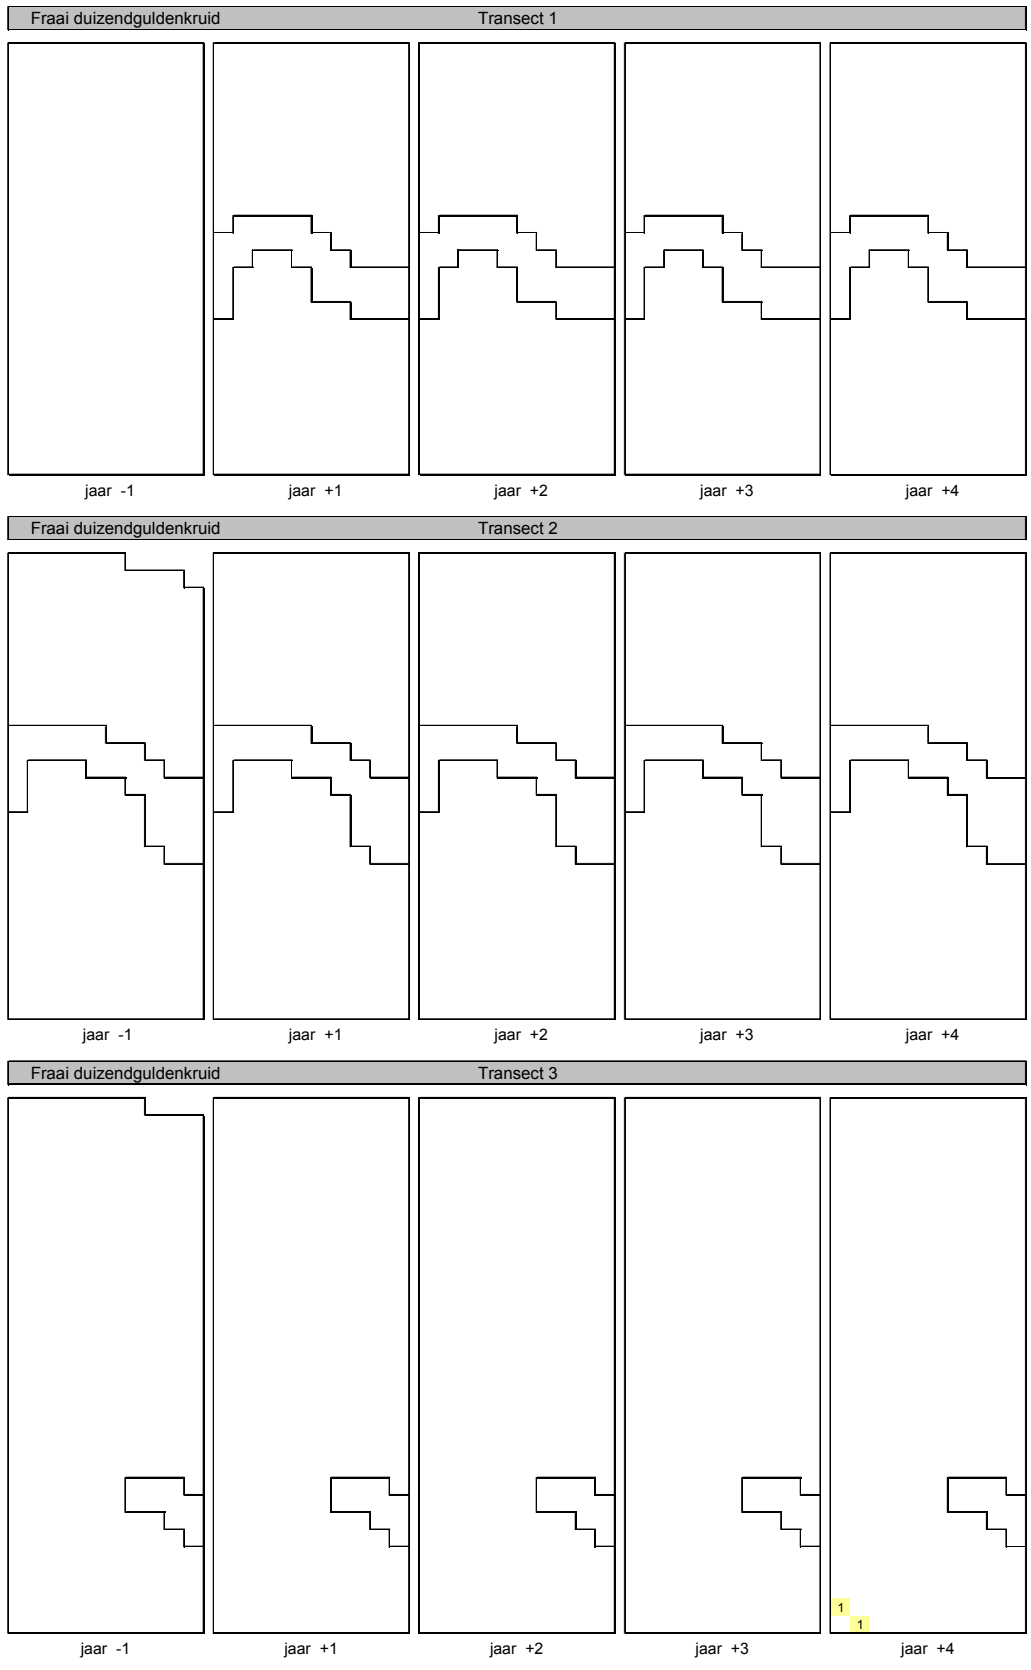 Fraai duizendguldenkruid Transect 1
jaar -1 jaar +1 jaar +2 jaar +3 jaar +4
Fraai duizendguldenkruid Transect 2
jaar -1 jaar +1 jaar +2 jaar +3 jaar +4
Fraai duizendguldenkruid Transect 3
1
1
jaar -1 jaar +1 jaar +2 jaar +3 jaar +4